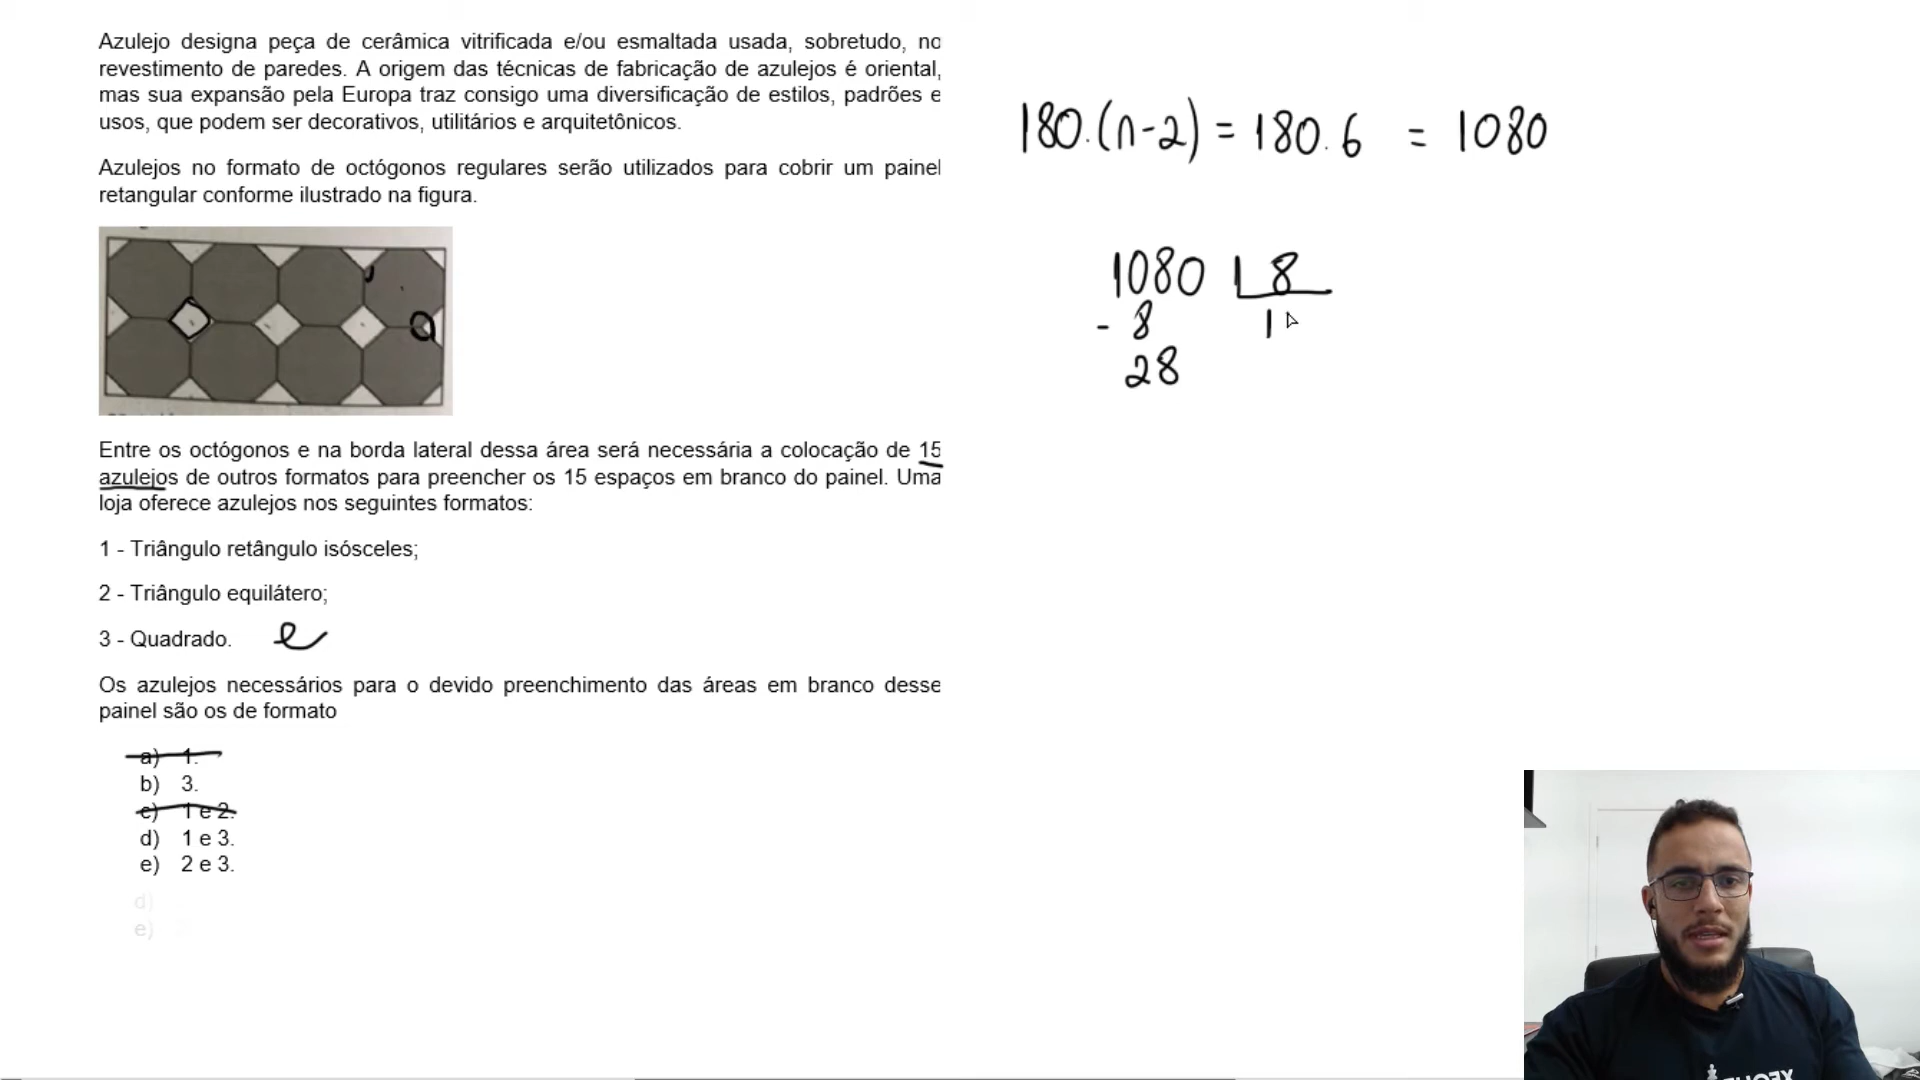 Azulejo designa peça de cerâmica vitrificada e/ou esmaltada usada, sobretudo, no
revestimento de paredes. A origem das técnicas de fabricação de azulejos é oriental,
mas sua expansão pela Europa traz consigo uma diversificação de estilos, padrões e
usos, que podem ser decorativos, utilitários e arquitetônicos.
Azulejos no formato de octógonos regulares serão utilizados para cobrir um painel
retangular conforme ilustrado na figura.
Entre os octógonos e na borda lateral dessa área será necessária a colocação de 15
azulejos de outros formatos para preencher os 15 espaços em branco do painel. Uma
loja oferece azulejos nos seguintes formatos:
1 - Triângulo retângulo isósceles;
2 - Triângulo equilátero;
3 - Quadrado. e
Os azulejos necessários para o devido preenchimento das áreas em branco desse
painel são os de formato
a) 1.
b) 3.
c) 1 e 2.
d) 1 e 3.
e) 2 e 3.
d)
e)
180.(n-2) = 180.6 = 1080
1080 8
- 8 1
28